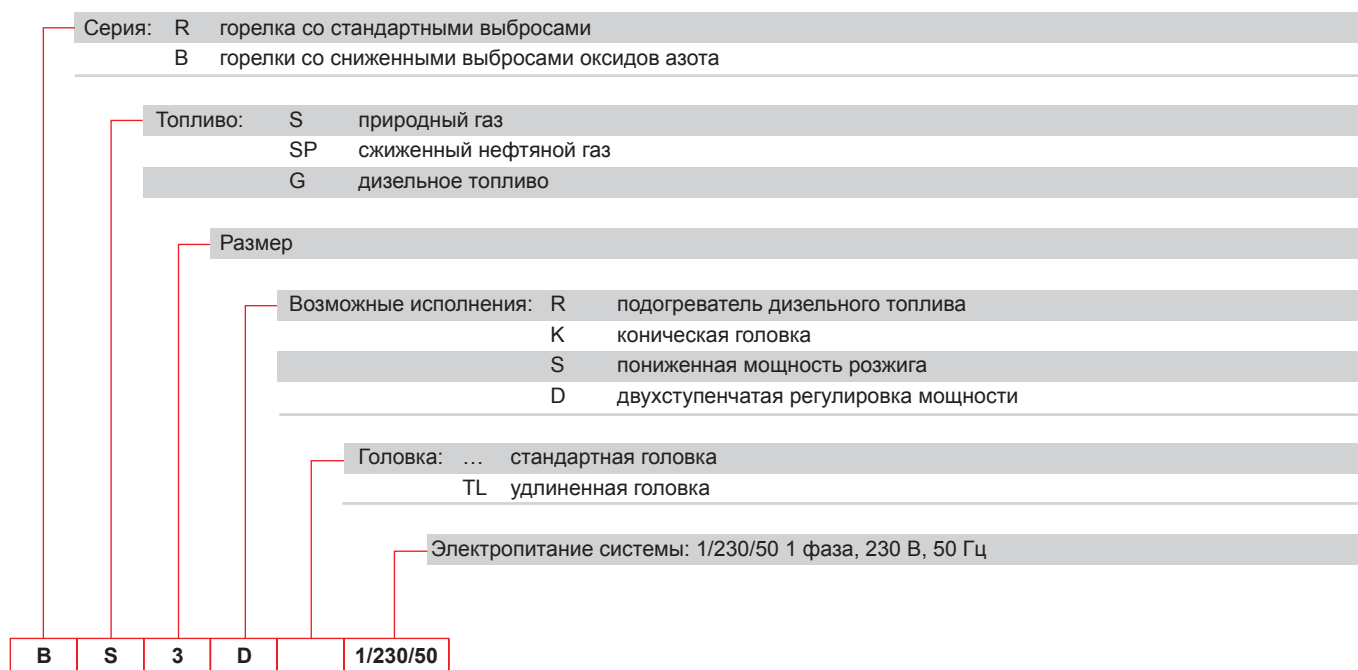 Серия: R горелка со стандартными выбросами
B горелки со сниженными выбросами оксидов азота
Топливо: S природный газ
SP сжиженный нефтяной газ
G дизельное топливо
Размер
Возможные исполнения: R подогреватель дизельного топлива
K коническая головка
S пониженная мощность розжига
D двухступенчатая регулировка мощности
Головка: … стандартная головка
TL удлиненная головка
Электропитание системы: 1/230/50 1 фаза, 230 В, 50 Гц
B S 3 D 1/230/50